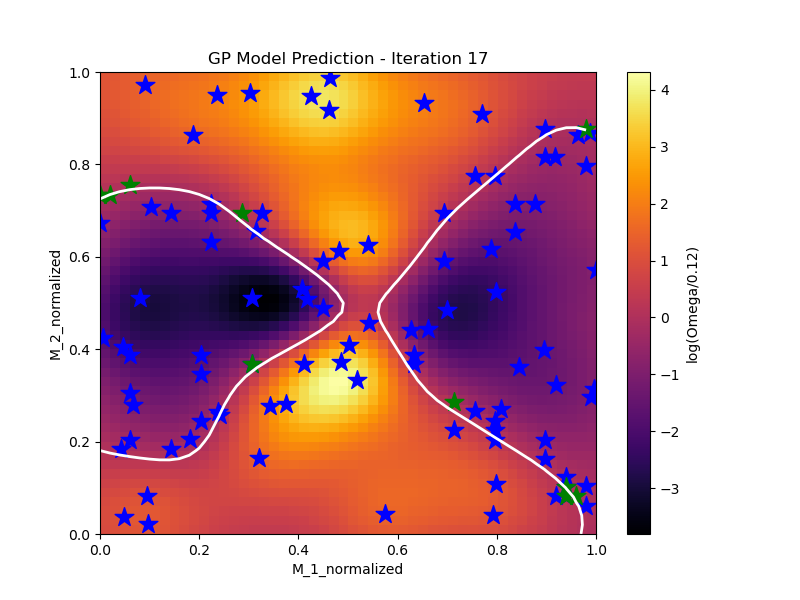 GP Model Prediction - Iteration 17
1.0
0.8
0.6
0.4
0.2
0.0
M_2_normalized
0.0 0.2 0.4 0.6 0.8 1.0
M_1_normalized
4
3
2
1
0
−1
−2
−3
log(Omega/0.12)